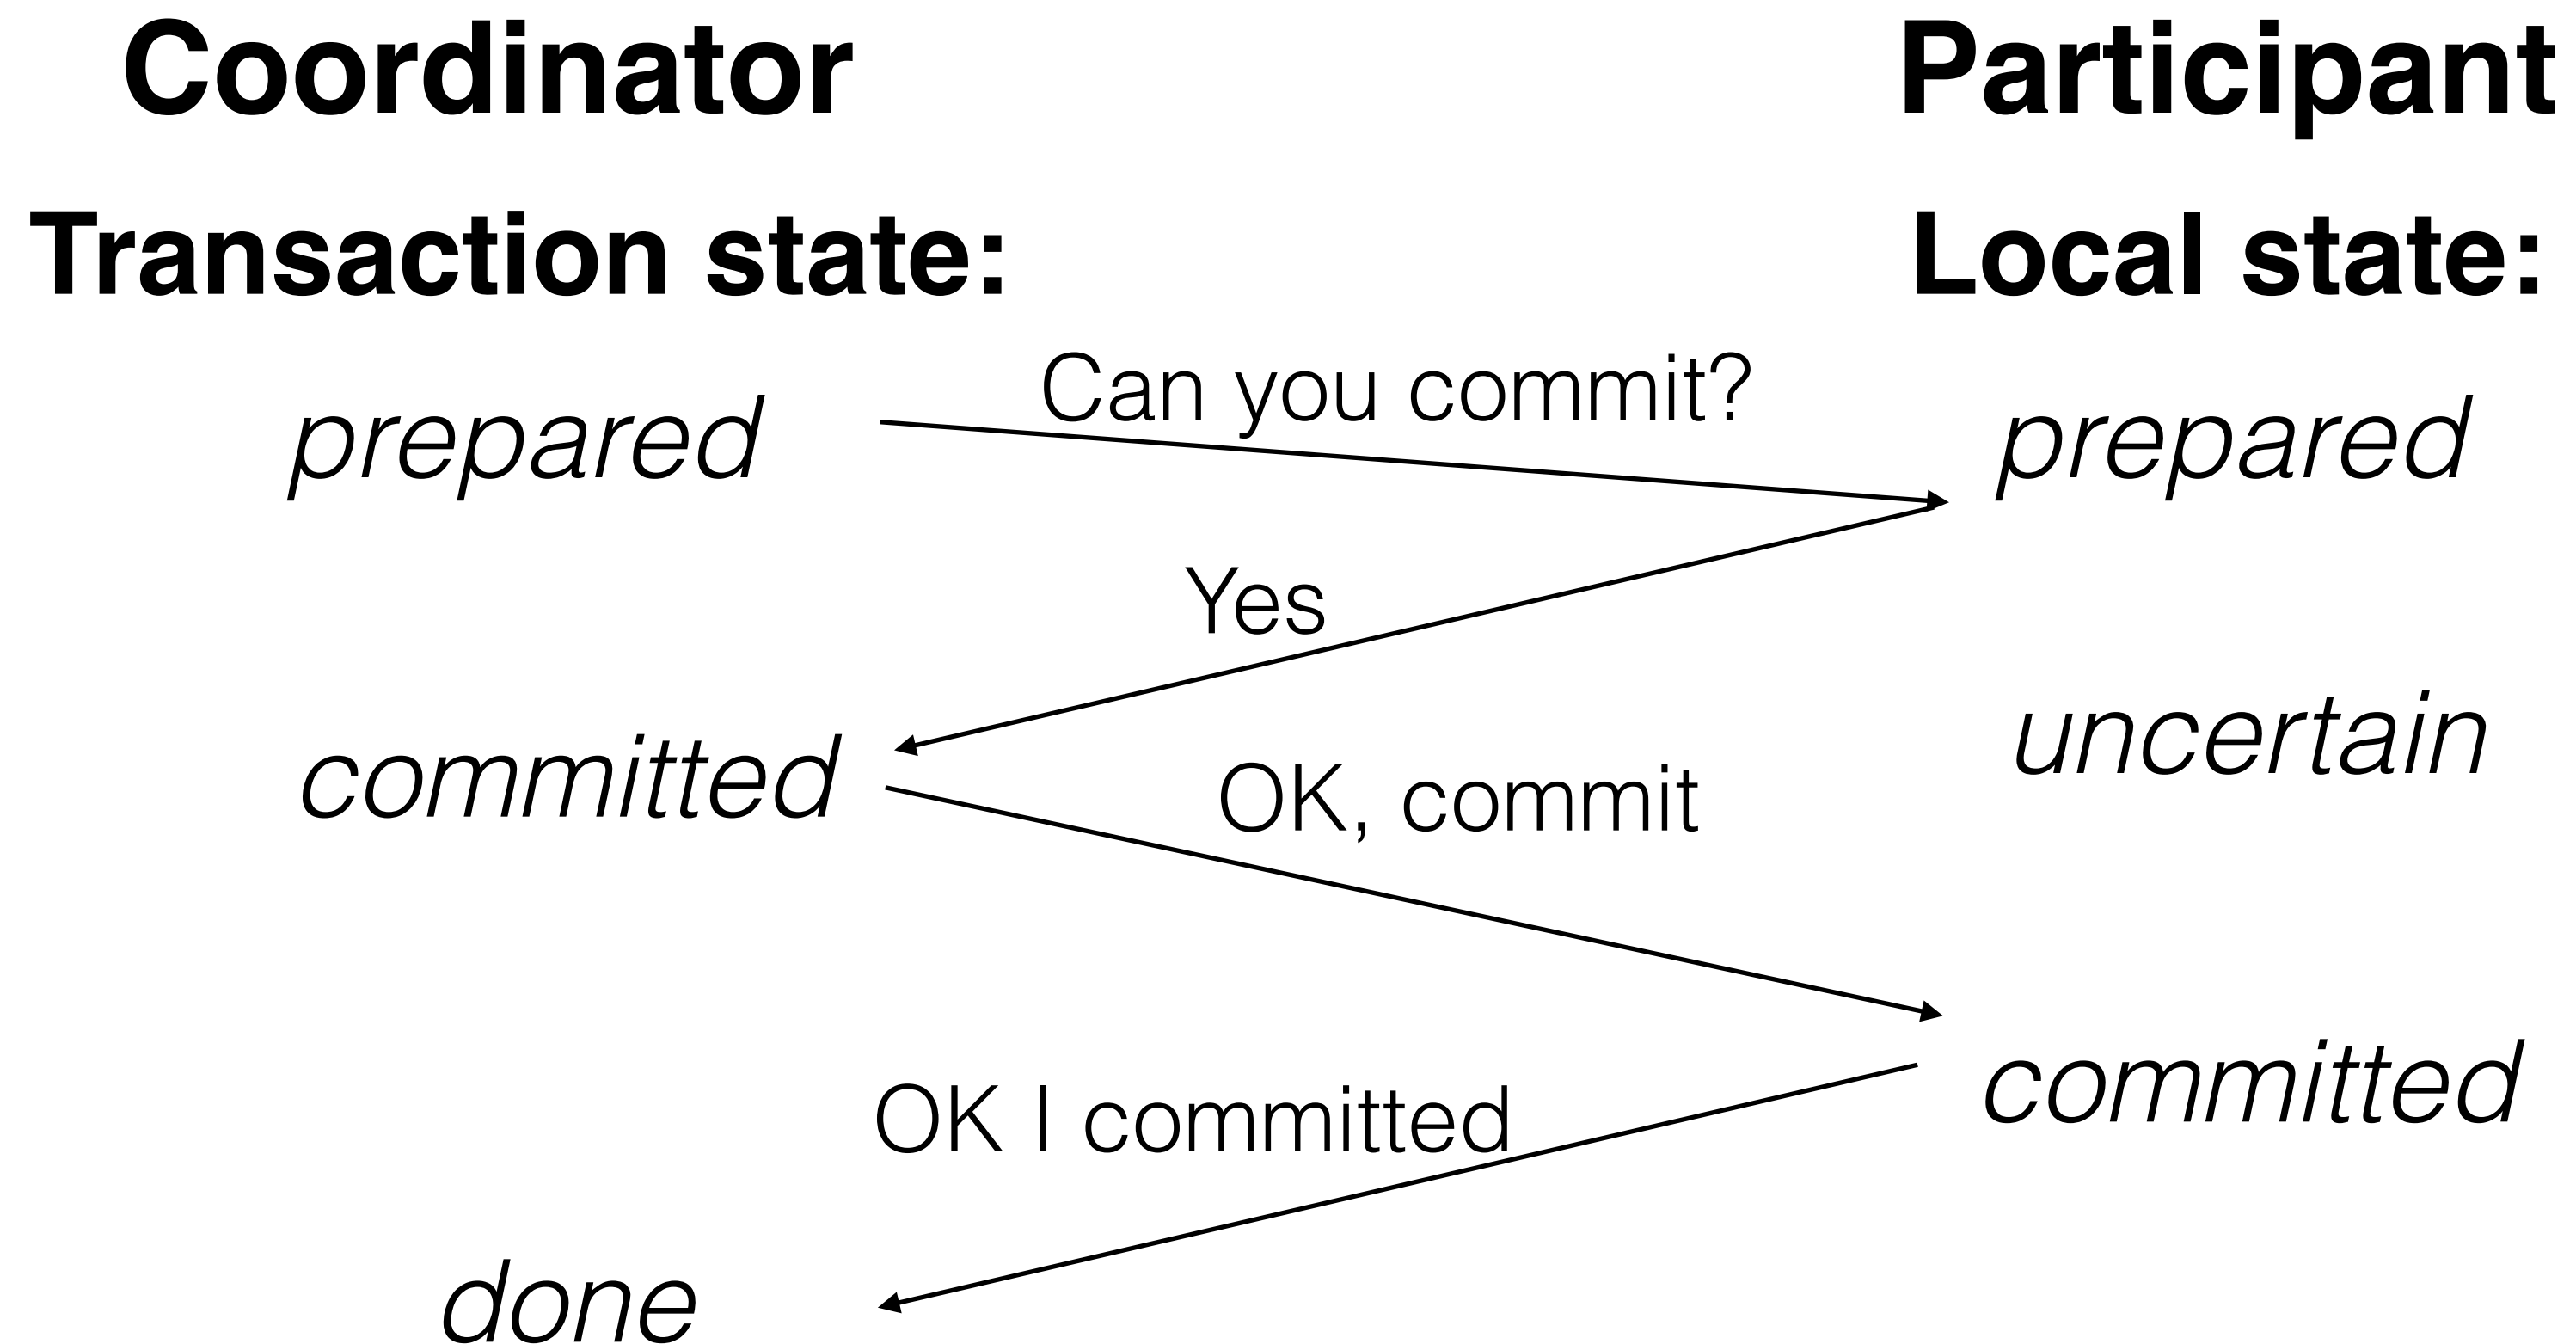 Coordinator
Participant
Transaction state:
Local state:
Can you commit?
prepared
prepared
Yes
uncertain
committed
OK, commit
committed
OK I committed
done